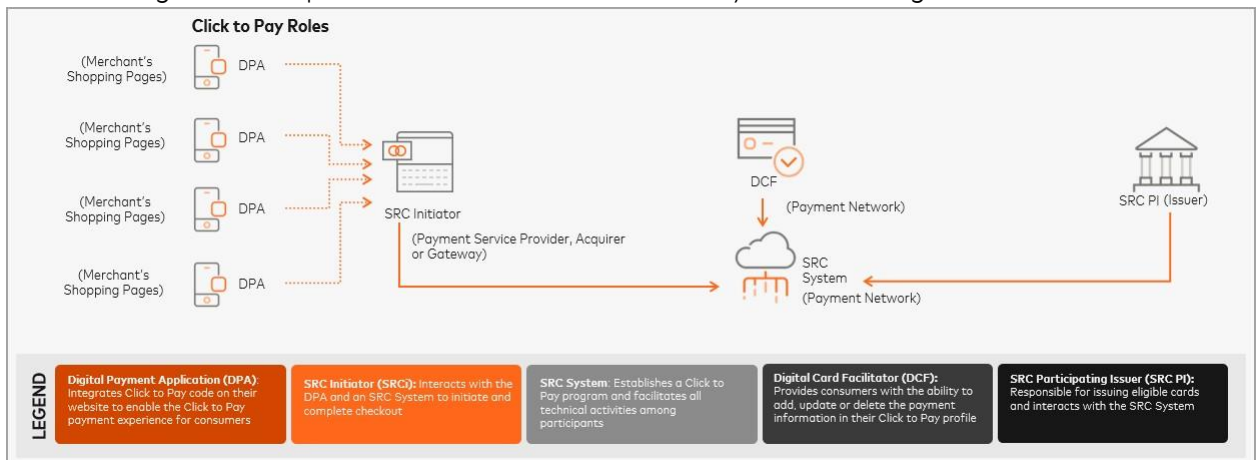 Click to Pay Roles
(Merchant's
Shopping Pages)
DPA
(Merchant's
Shopping Pages)
DPA
(Merchant's
Shopping Pages)
DPA
(Merchant's
Shopping Pages)
DPA
SRC Initiator
(Payment Service Provider, Acquirer
or Gateway)
DCF
(Payment Network)
SRC
System
(Payment Network)
SRC PI (Issuer)
LEGEND
Digital Payment Application (DPA):
Integrates Click to Pay code on their
website to enable the Click to Pay
payment experience for consumers
SRC Initiator (SRCi): Interacts with the
DPA and an SRC System to initiate and
complete checkout
SRC System: Establishes a Click to
Pay program and facilitates all
technical activities among
participants
Digital Card Facilitator (DCF):
Provides consumers with the ability to
add, update or delete the payment
information in their Click to Pay profile
SRC Participating Issuer (SRC PI):
Responsible for issuing eligible cards
and interacts with the SRC System